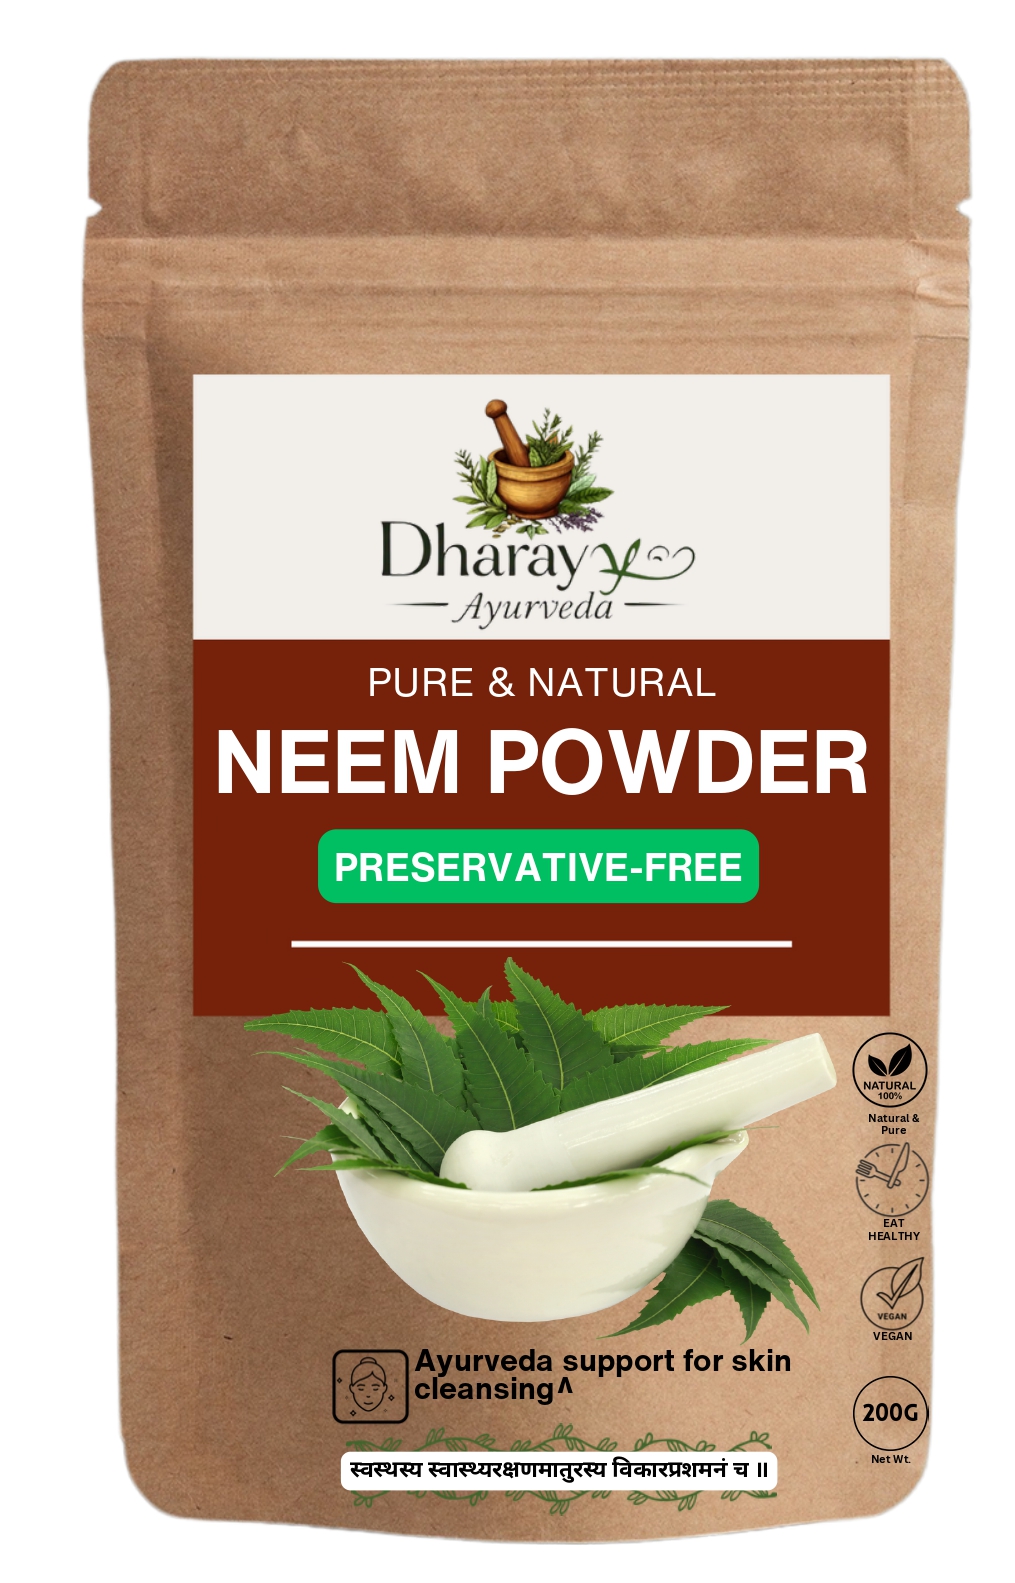 Dharayu
Ayurveda
PURE & NATURAL
NEEM POWDER
PRESERVATIVE-FREE
NATURAL
100%
Natural &
Pure
EAT
HEALTHY
VEGAN
VEGAN
Ayurveda support for skin
cleansing^
200G
Net Wt.
स्वस्थस्य स्वास्थ्यरक्षणमातुरस्य विकारप्रशमनं च ॥